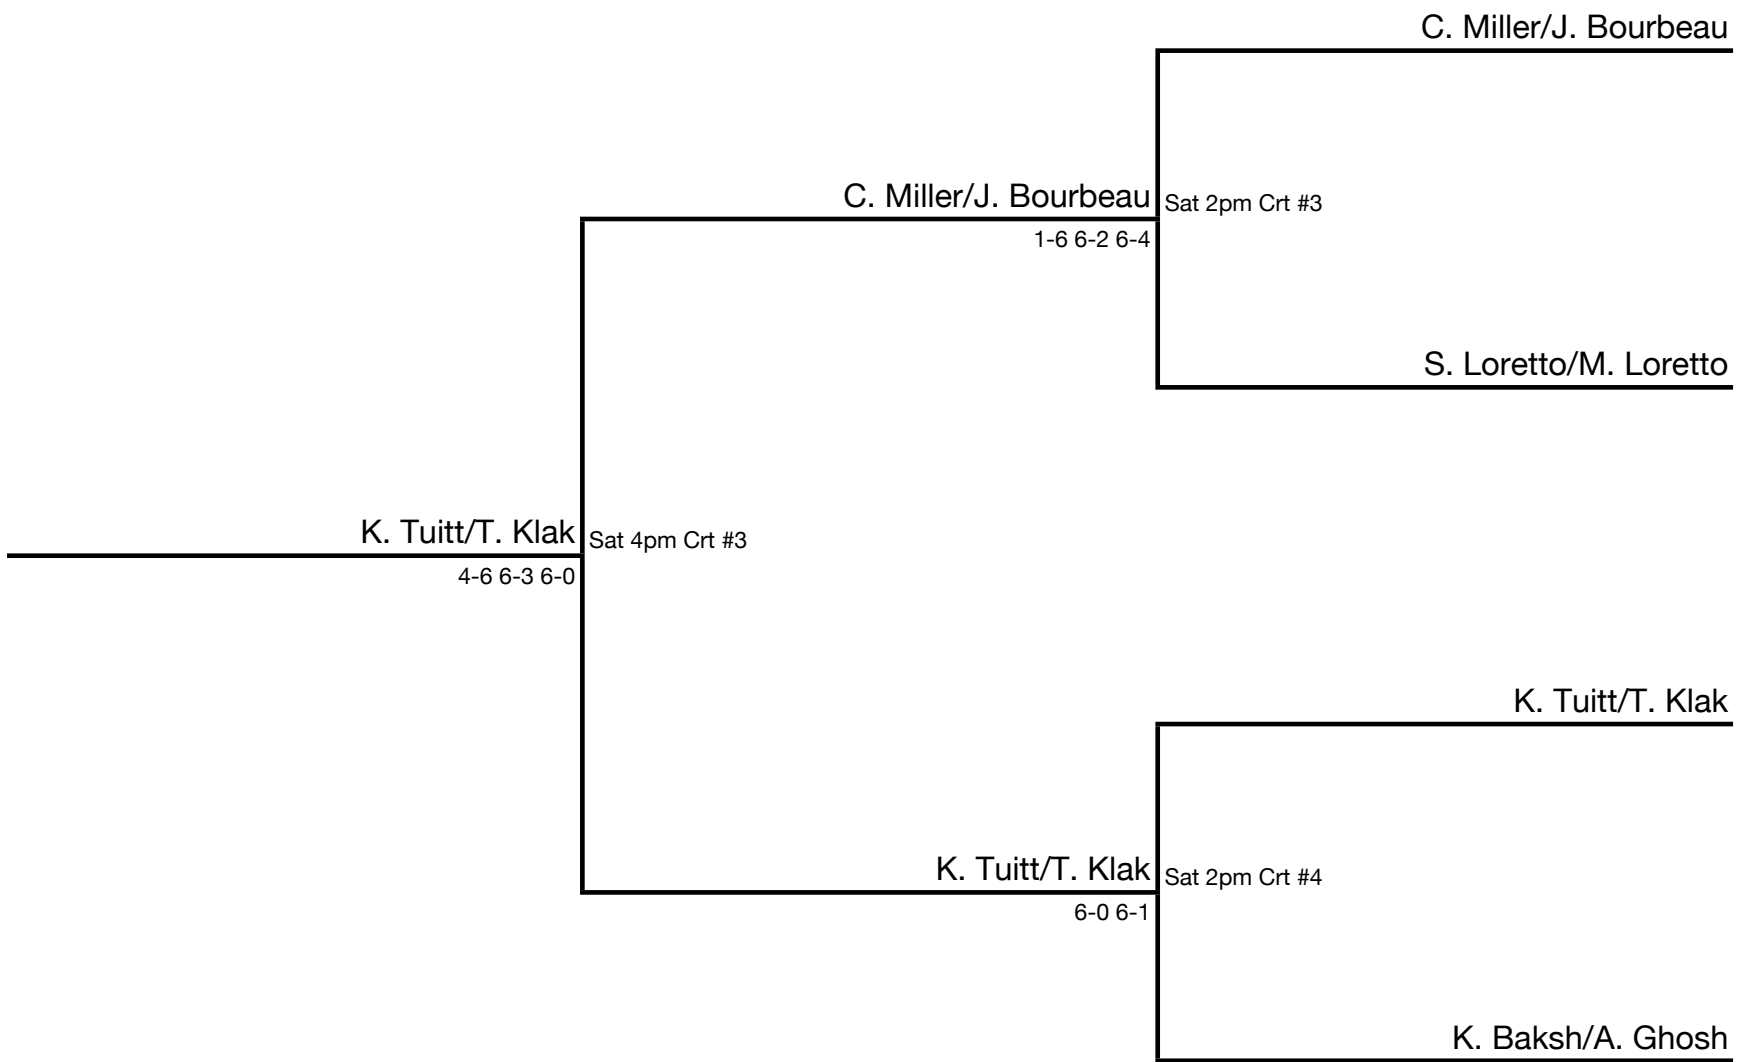 C. Miller/J. Bourbeau
C. Miller/J. Bourbeau
Sat 2pm Crt #3
1-6 6-2 6-4
S. Loretto/M. Loretto
K. Tuitt/T. Klak
Sat 4pm Crt #3
4-6 6-3 6-0
K. Tuitt/T. Klak
K. Tuitt/T. Klak
Sat 2pm Crt #4
6-0 6-1
K. Baksh/A. Ghosh